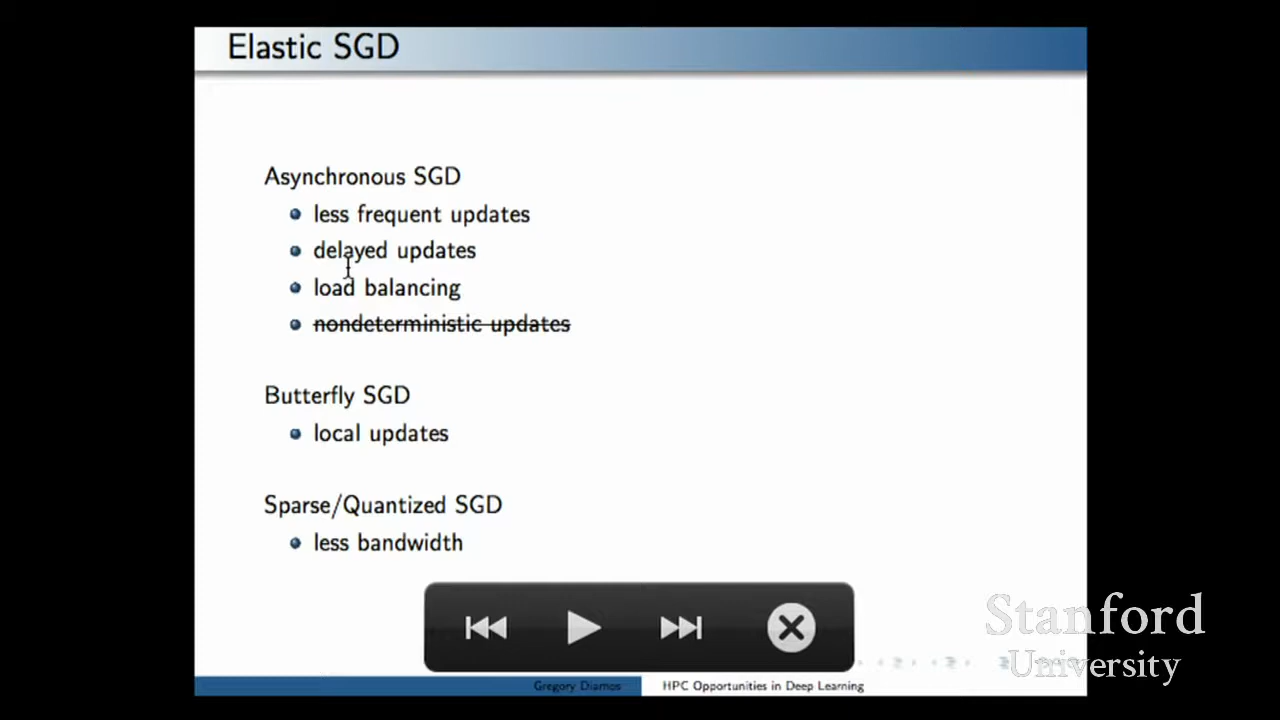 Elastic SGD
Asynchronous SGD
less frequent updates
delayed updates
load balancing
nondeterministic updates
Butterfly SGD
local updates
Sparse/Quantized SGD
less bandwidth
Stanford
University
Gregory Diamos
HPC Opportunities in Deep Learning